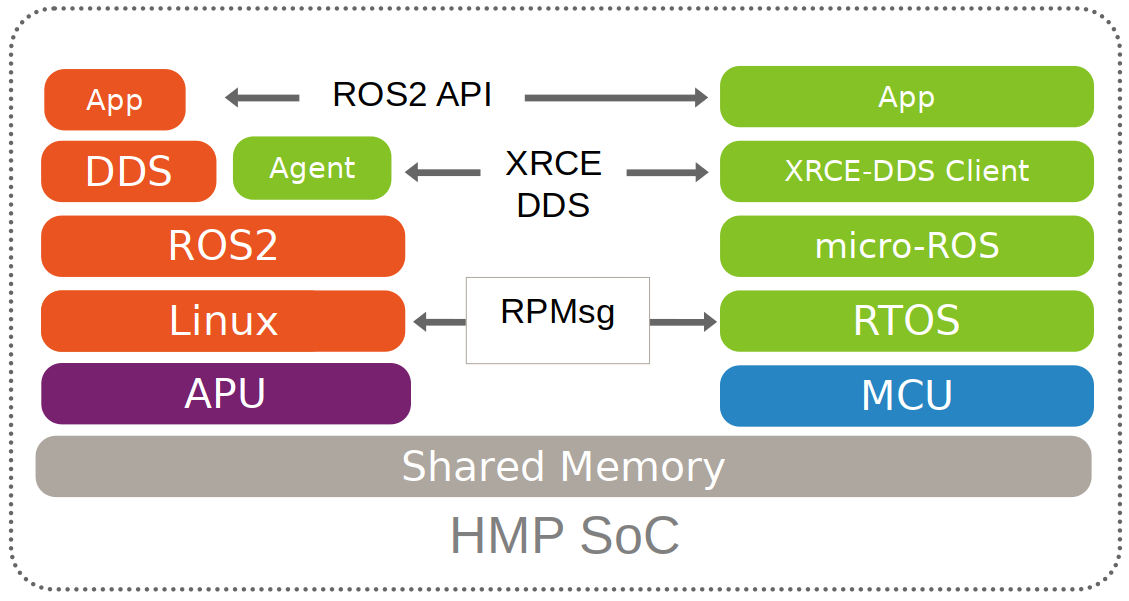 App
ROS2 API
App
DDS
Agent
XRCE
DDS
XRCE-DDS Client
ROS2
micro-ROS
Linux
RPMsg
RTOS
APU
MCU
Shared Memory
HMP SoC